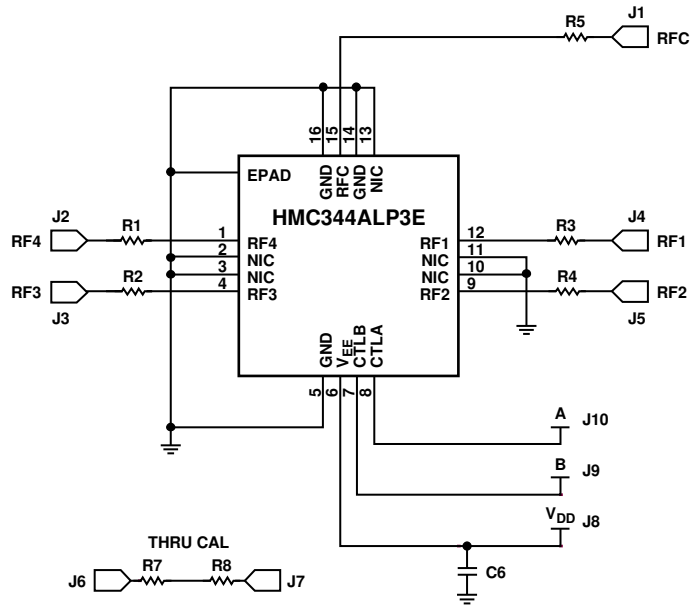 J1
R5
RFC
16
15
14
13
EPAD
GND
RFC
GND
NIC
HMC344ALP3E
J2
R1
RF4
1
RF4
2
NIC
3
NIC
R2
RF3
4
RF3
J3
12
R3
J4
RF1
RF1
11
NIC
10
NIC
9
R4
RF2
RF2
J5
GND
VEE
CTLB
CTLA
5
6
7
8
A
J10
B
J9
VDD
J8
C6
THRU CAL
J6
R7
R8
J7